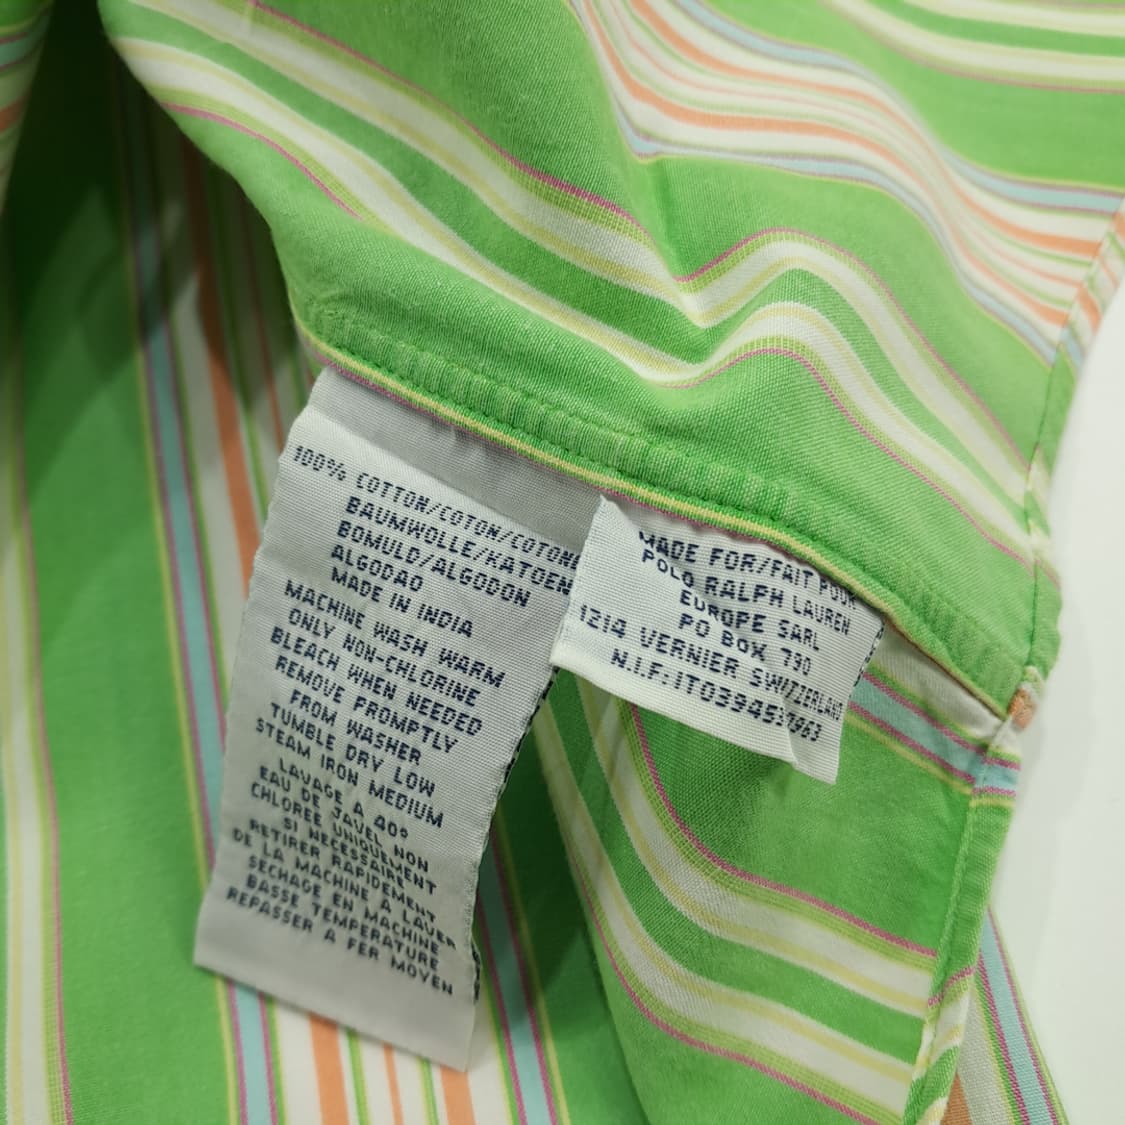 100% COTTON/COTON/COTONE
BAUMWOLLE/KATOEN
BOMULD/ALGODON
ALGODAO
MADE IN INDIA
MACHINE WASH WARM
ONLY NON-CHLORINE
BLEACH WHEN NEEDED
REMOVE PROMPTLY
FROM WASHER
TUMBLE DRY LOW
STEAM IRON MEDIUM
LAVAGE A 40°
EAU DE JAVEL NON
CHLOREE UNIQUEMENT
SI NECESSAIRE
RETIRER RAPIDEMENT
DE LA MACHINE A LAVER
SECHAGE EN MACHINE
BASSE TEMPERATURE
REPASSER A FER MOYEN
MADE FOR/FAIT POUR
POLO RALPH LAUREN
EUROPE SARL
PO BOX 790
1214 VERNIER SWITZERLAND
N.I.F: